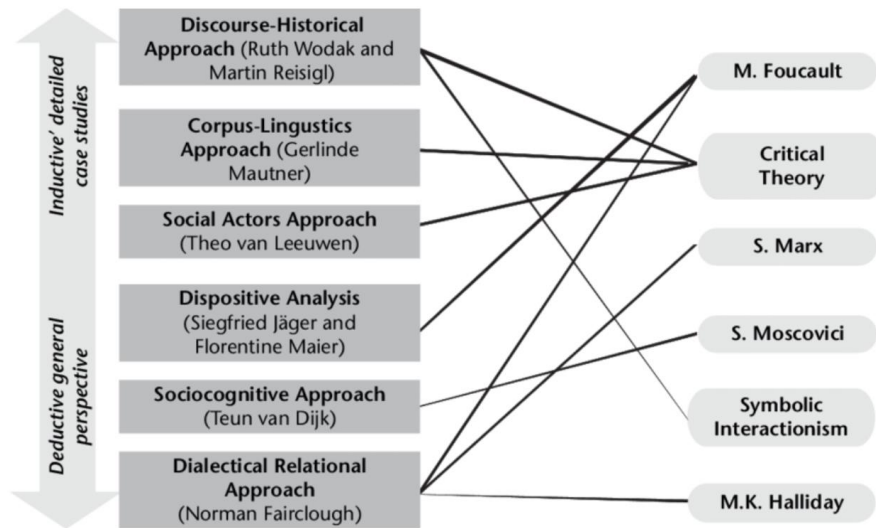 Inductive' detailed
case studies
Deductive general
perspective
Discourse-Historical
Approach (Ruth Wodak and
Martin Reisigl)
Corpus-Lingustics
Approach (Gerlinde
Mautner)
Social Actors Approach
(Theo van Leeuwen)
Dispositive Analysis
(Siegfried Jäger and
Florentine Maier)
Sociocognitive Approach
(Teun van Dijk)
Dialectical Relational
Approach
(Norman Fairclough)
M. Foucault
Critical
Theory
S. Marx
S. Moscovici
Symbolic
Interactionism
M.K. Halliday